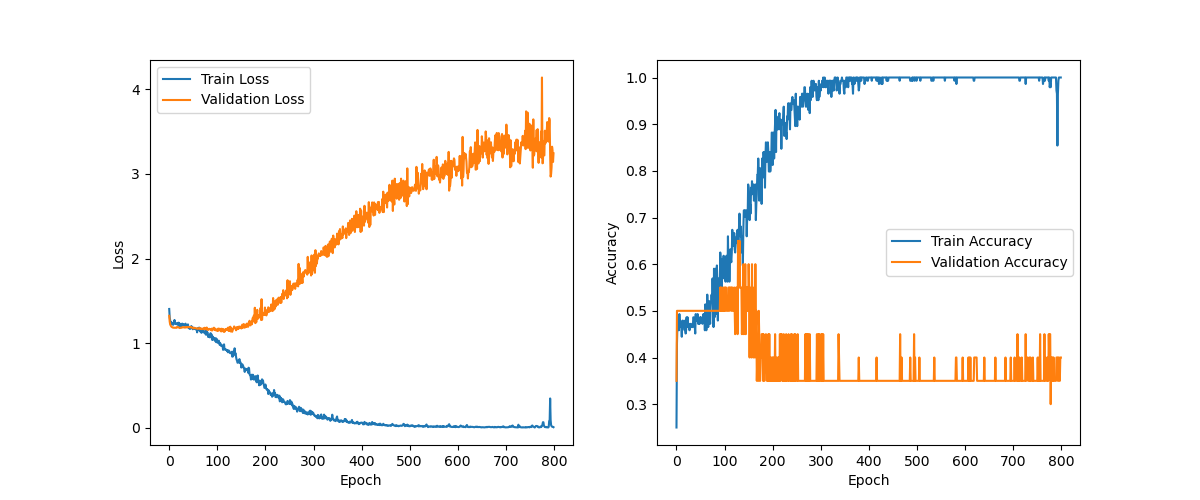 Train Loss
Validation Loss
4
3
2
1
0
Loss
0 100 200 300 400 500 600 700 800
Epoch
1.0
0.9
0.8
0.7
0.6
0.5
0.4
0.3
Accuracy
Train Accuracy
Validation Accuracy
0 100 200 300 400 500 600 700 800
Epoch